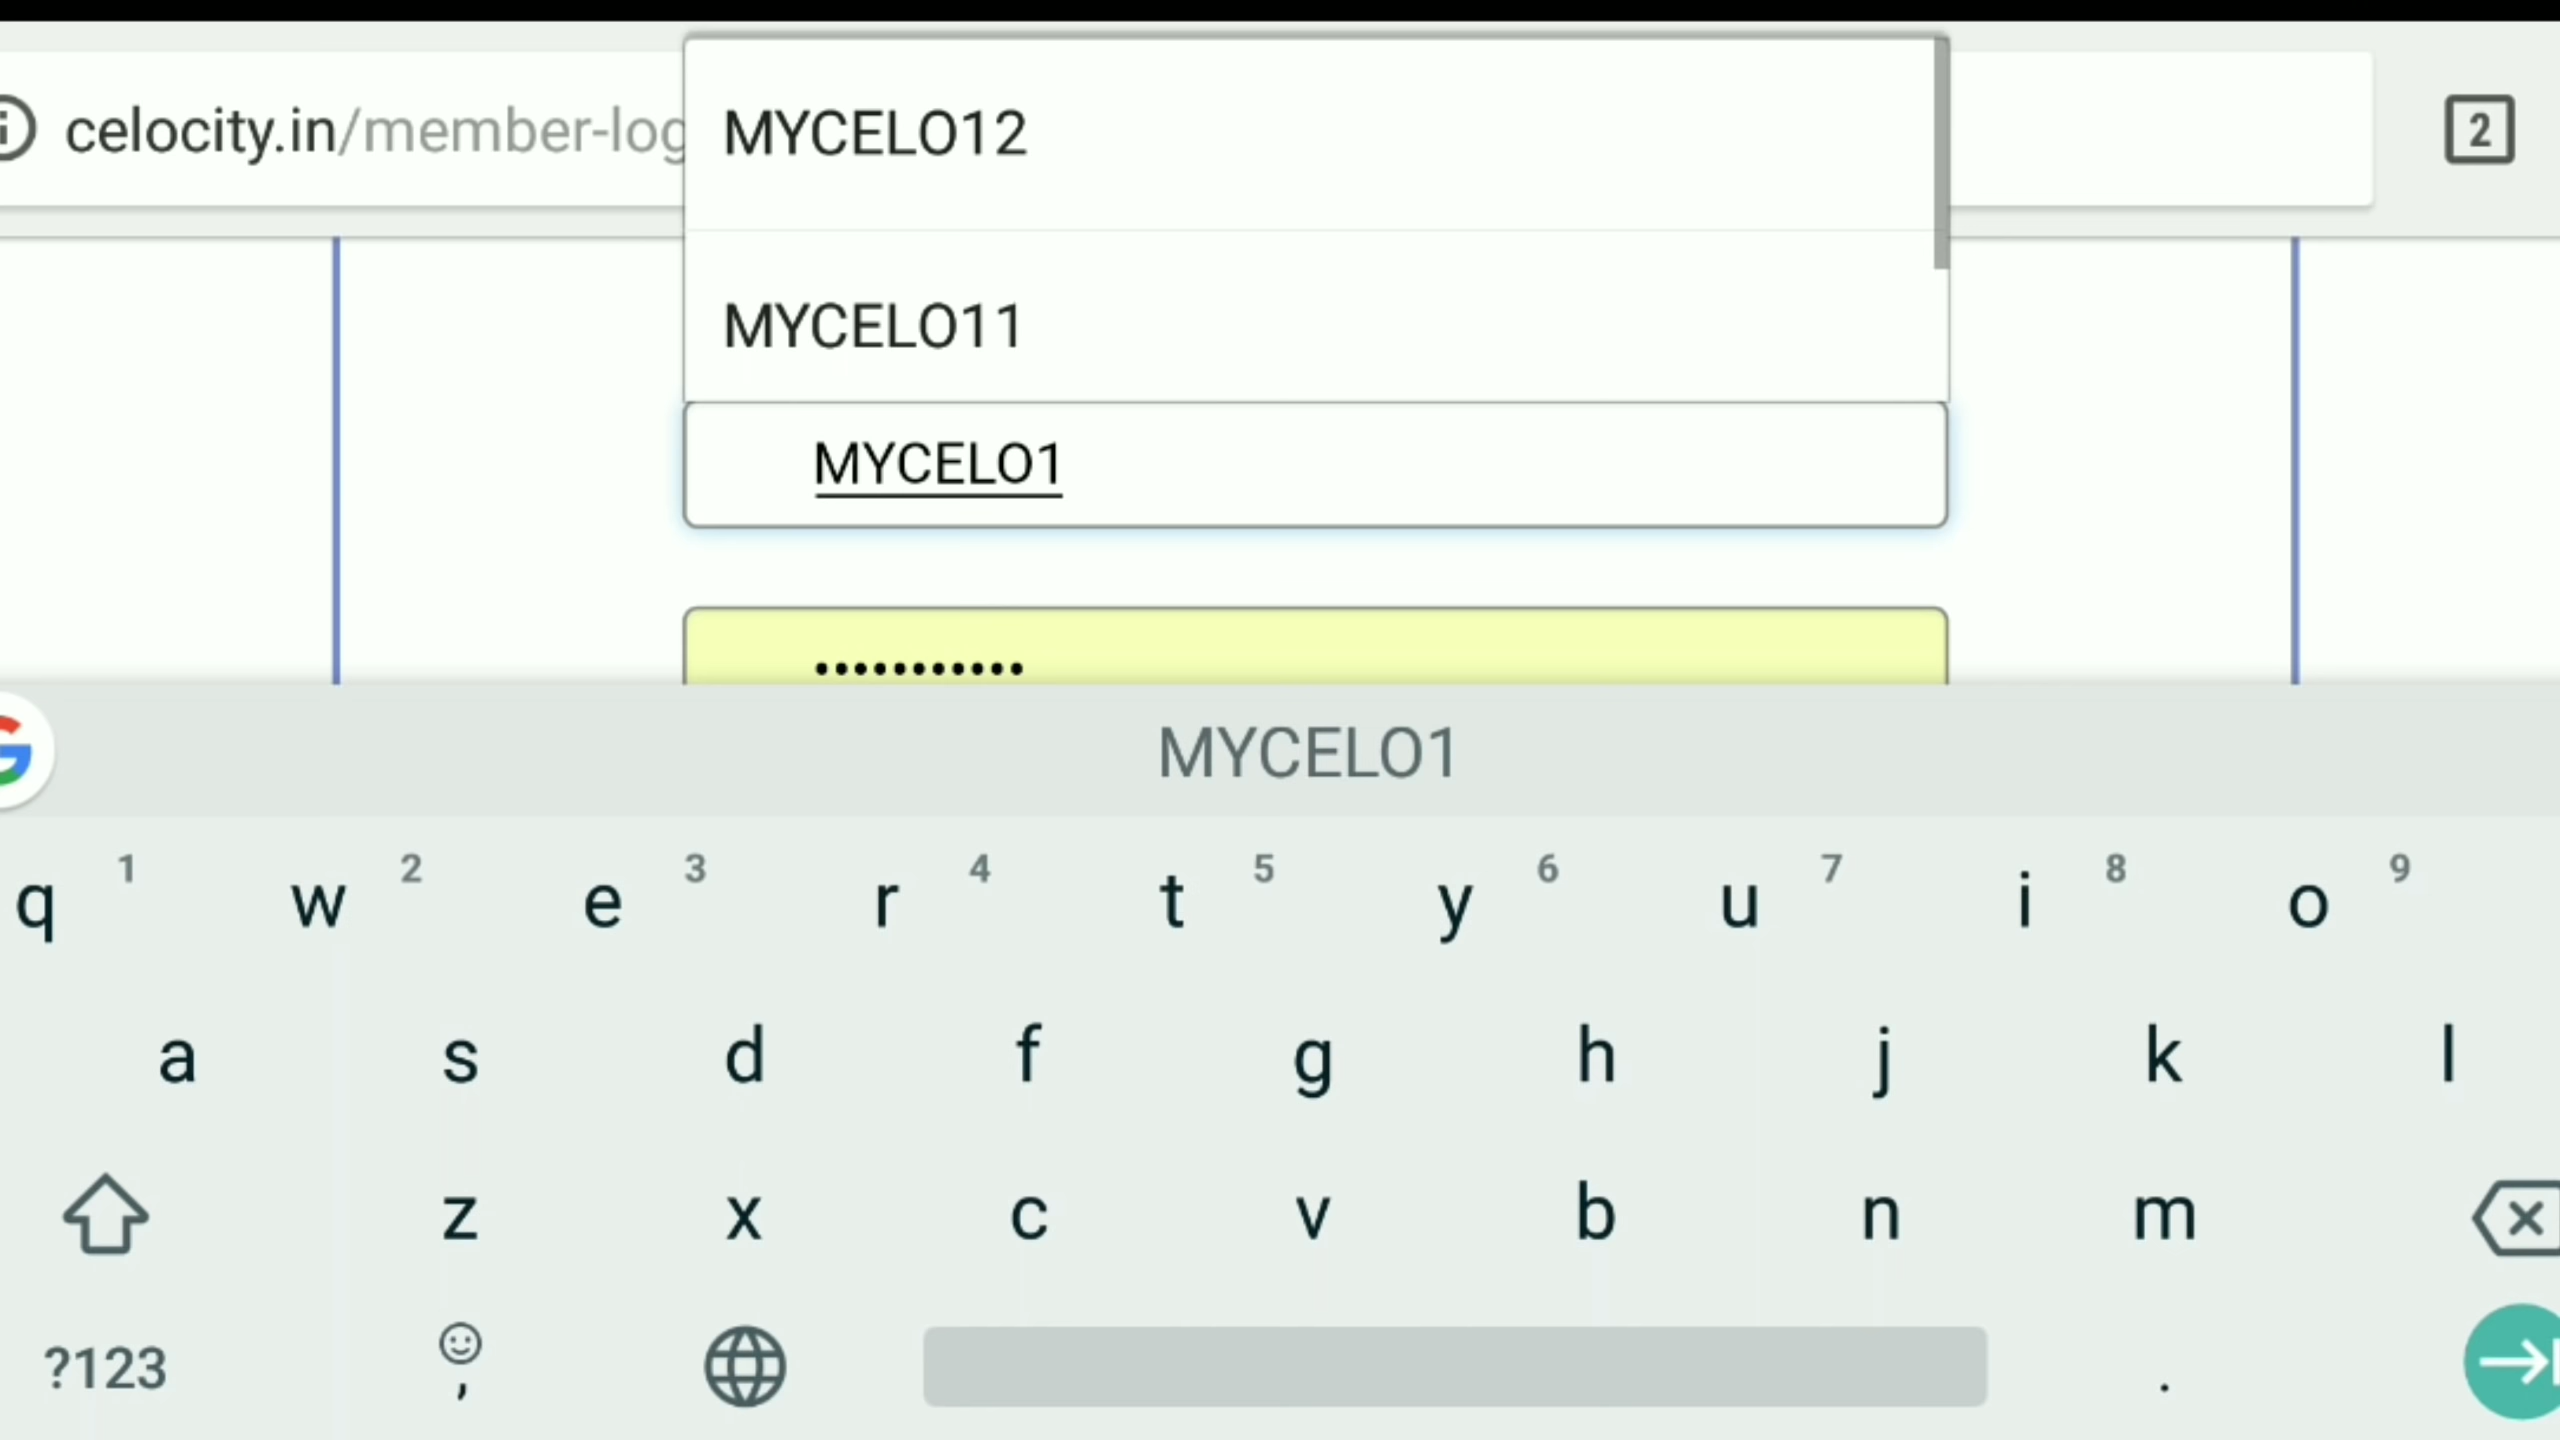 celocity.in/member-log
2
MYCELO12
MYCELO11
MYCELO1
•••••••••••
MYCELO1
q 1 w 2 e 3 r 4 t 5 y 6 u 7 i 8 o 9
a s d f g h j k l
z x c v b n m
?123 , .